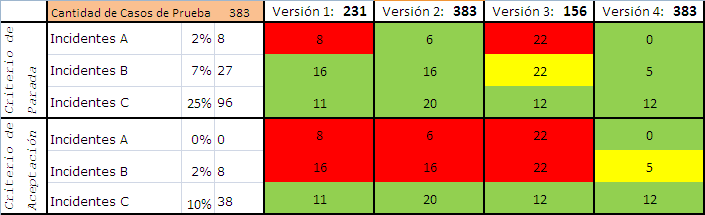 Cantidad de Casos de Prueba 383 Versión 1: 231 Versión 2: 383 Versión 3: 156 Versión 4: 383
Criterio de Parada
Incidentes A 2% 8 8 6 22 0
Incidentes B 7% 27 16 16 22 5
Incidentes C 25% 96 11 20 12 12
Criterio de Aceptación
Incidentes A 0% 0 8 6 22 0
Incidentes B 2% 8 16 16 22 5
Incidentes C 10% 38 11 20 12 12